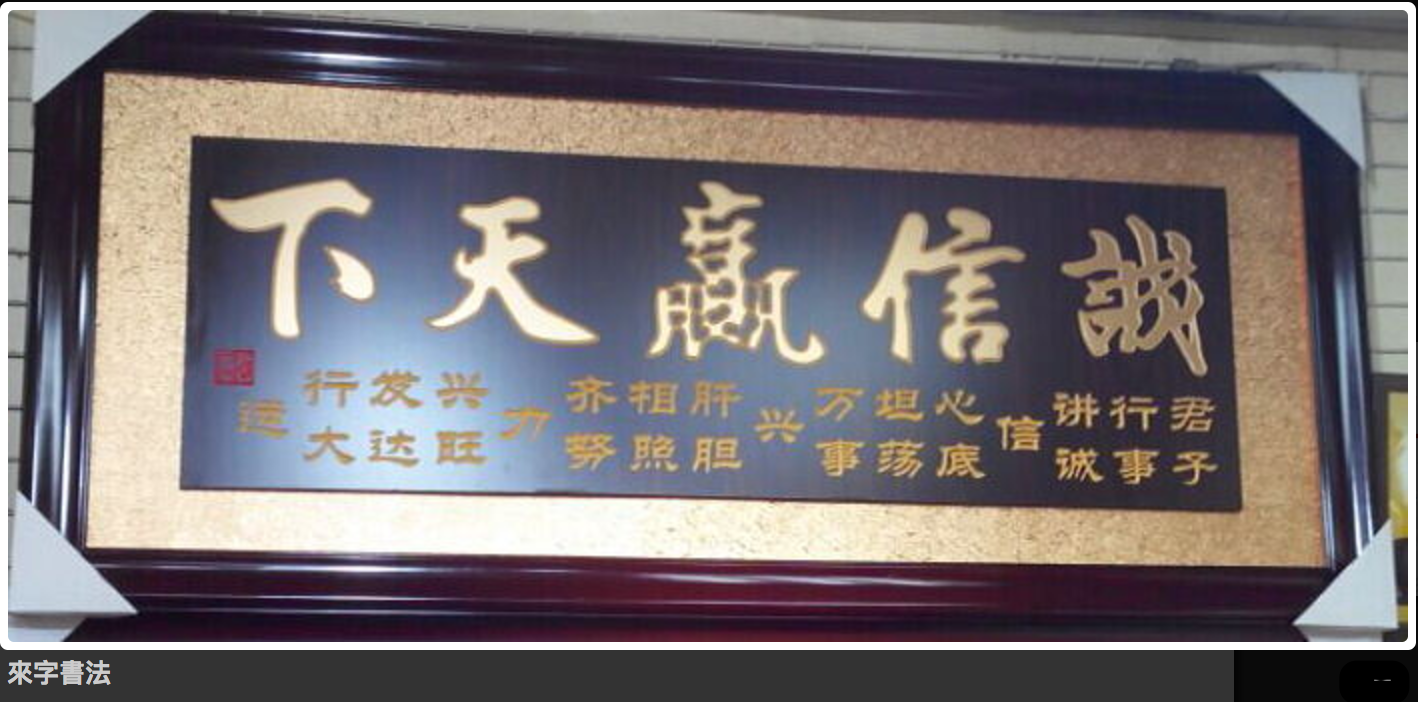 誠信贏天下
君子行事讲诚信
心底坦荡万事兴
肝胆相照齐努力
兴旺发达行大运
來字書法